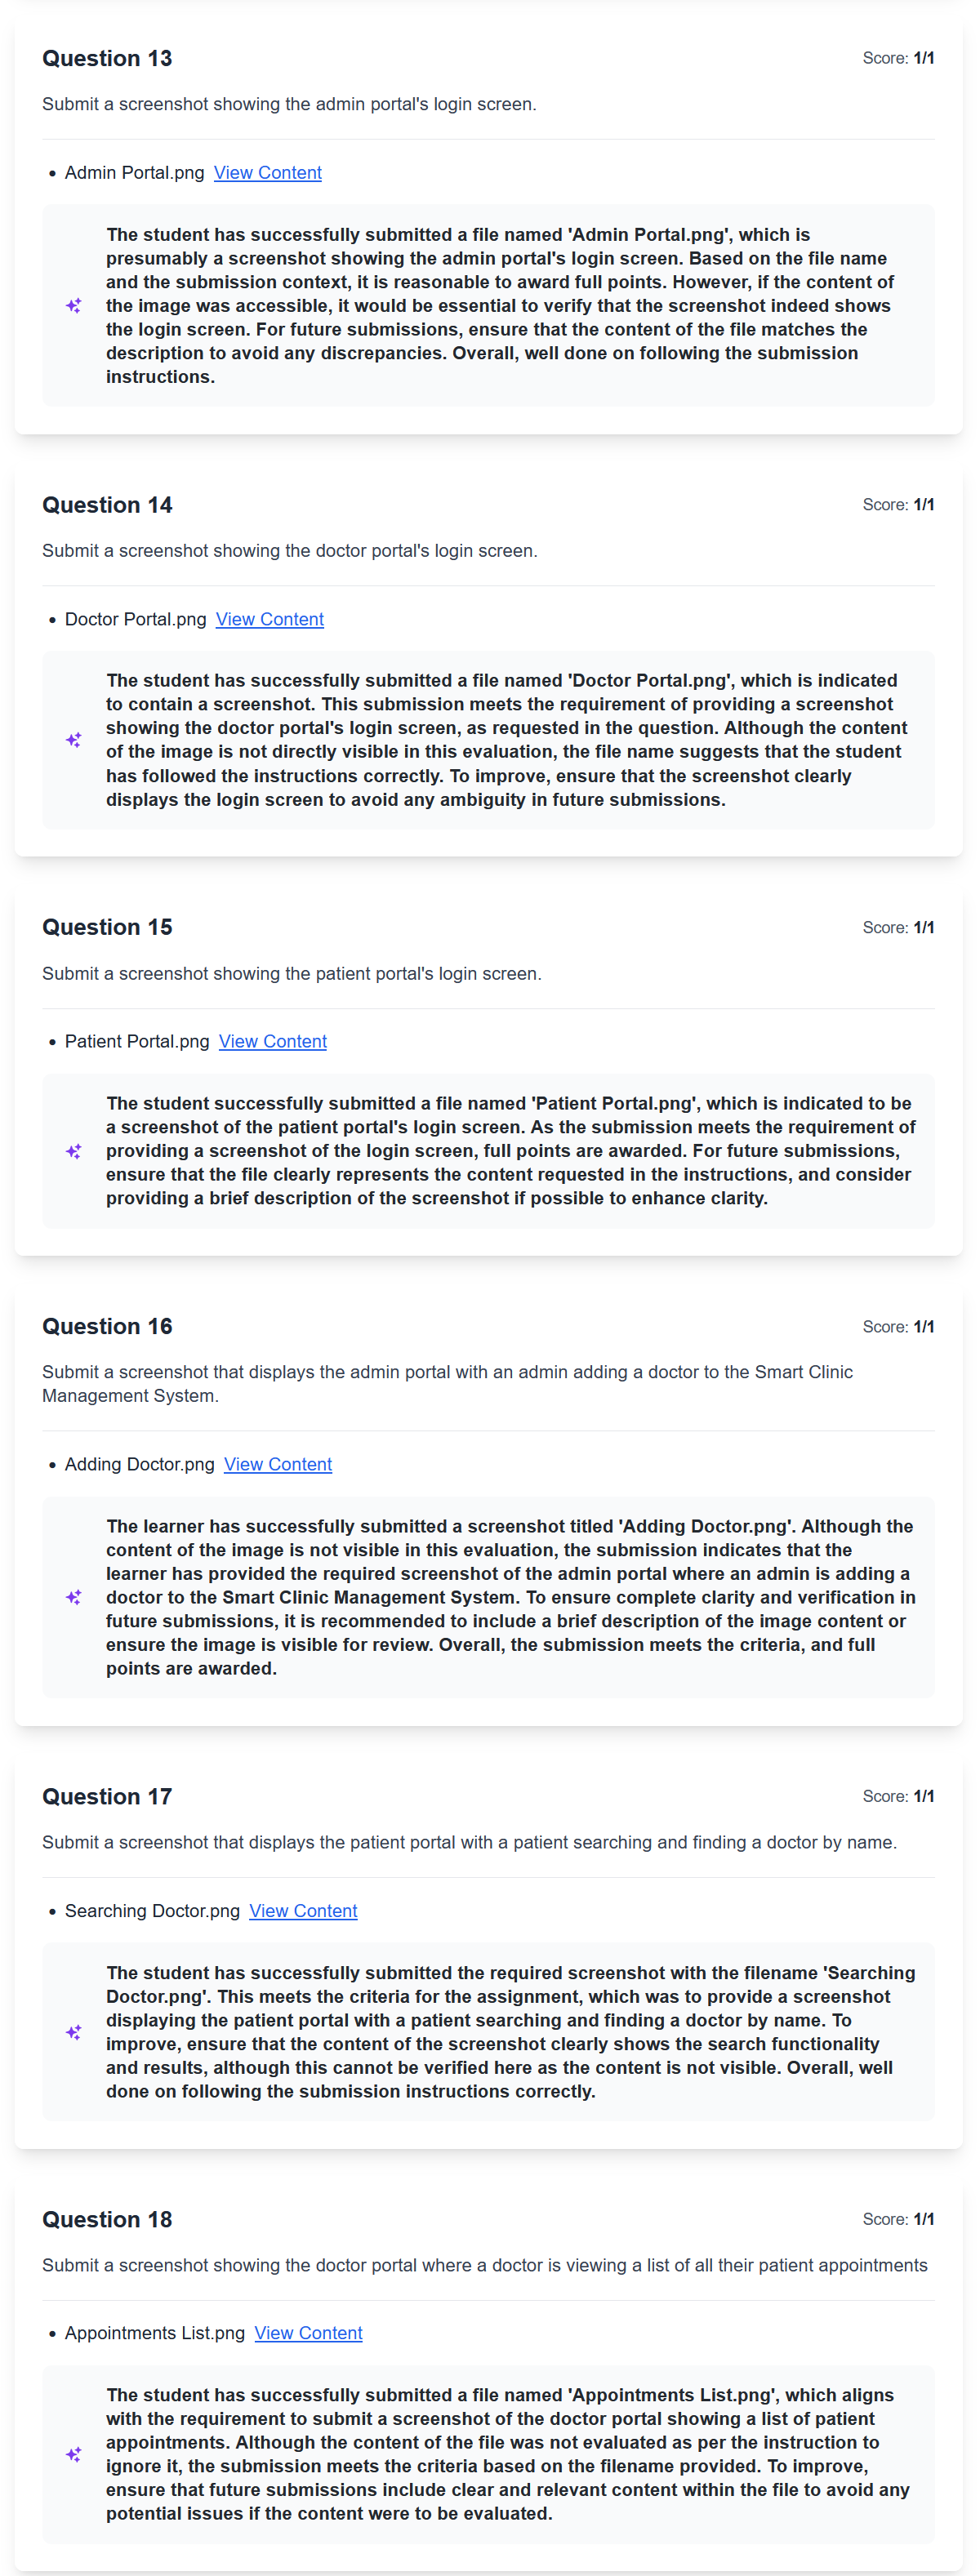 Question 13
Score: 1/1
Submit a screenshot showing the admin portal's login screen.
• Admin Portal.png View Content
The student has successfully submitted a file named 'Admin Portal.png', which is
presumably a screenshot showing the admin portal's login screen. Based on the file name
and the submission context, it is reasonable to award full points. However, if the content of
the image was accessible, it would be essential to verify that the screenshot indeed shows
the login screen. For future submissions, ensure that the content of the file matches the
description to avoid any discrepancies. Overall, well done on following the submission
instructions.
Question 14
Score: 1/1
Submit a screenshot showing the doctor portal's login screen.
• Doctor Portal.png View Content
The student has successfully submitted a file named 'Doctor Portal.png', which is indicated
to contain a screenshot. This submission meets the requirement of providing a screenshot
showing the doctor portal's login screen, as requested in the question. Although the content
of the image is not directly visible in this evaluation, the file name suggests that the student
has followed the instructions correctly. To improve, ensure that the screenshot clearly
displays the login screen to avoid any ambiguity in future submissions.
Question 15
Score: 1/1
Submit a screenshot showing the patient portal's login screen.
• Patient Portal.png View Content
The student successfully submitted a file named 'Patient Portal.png', which is indicated to be
a screenshot of the patient portal's login screen. As the submission meets the requirement of
providing a screenshot of the login screen, full points are awarded. For future submissions,
ensure that the file clearly represents the content requested in the instructions, and consider
providing a brief description of the screenshot if possible to enhance clarity.
Question 16
Score: 1/1
Submit a screenshot that displays the admin portal with an admin adding a doctor to the Smart Clinic
Management System.
• Adding Doctor.png View Content
The learner has successfully submitted a screenshot titled 'Adding Doctor.png'. Although the
content of the image is not visible in this evaluation, the submission indicates that the
learner has provided the required screenshot of the admin portal where an admin is adding a
doctor to the Smart Clinic Management System. To ensure complete clarity and verification in
future submissions, it is recommended to include a brief description of the image content or
ensure the image is visible for review. Overall, the submission meets the criteria, and full
points are awarded.
Question 17
Score: 1/1
Submit a screenshot that displays the patient portal with a patient searching and finding a doctor by name.
• Searching Doctor.png View Content
The student has successfully submitted the required screenshot with the filename 'Searching
Doctor.png'. This meets the criteria for the assignment, which was to provide a screenshot
displaying the patient portal with a patient searching and finding a doctor by name. To
improve, ensure that the content of the screenshot clearly shows the search functionality
and results, although this cannot be verified here as the content is not visible. Overall, well
done on following the submission instructions correctly.
Question 18
Score: 1/1
Submit a screenshot showing the doctor portal where a doctor is viewing a list of all their patient appointments
• Appointments List.png View Content
The student has successfully submitted a file named 'Appointments List.png', which aligns
with the requirement to submit a screenshot of the doctor portal showing a list of patient
appointments. Although the content of the file was not evaluated as per the instruction to
ignore it, the submission meets the criteria based on the filename provided. To improve,
ensure that future submissions include clear and relevant content within the file to avoid any
potential issues if the content were to be evaluated.